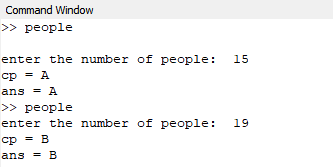 Command Window
>> people
enter the number of people:  15
cp = A
ans = A
>> people
enter the number of people:  19
cp = B
ans = B